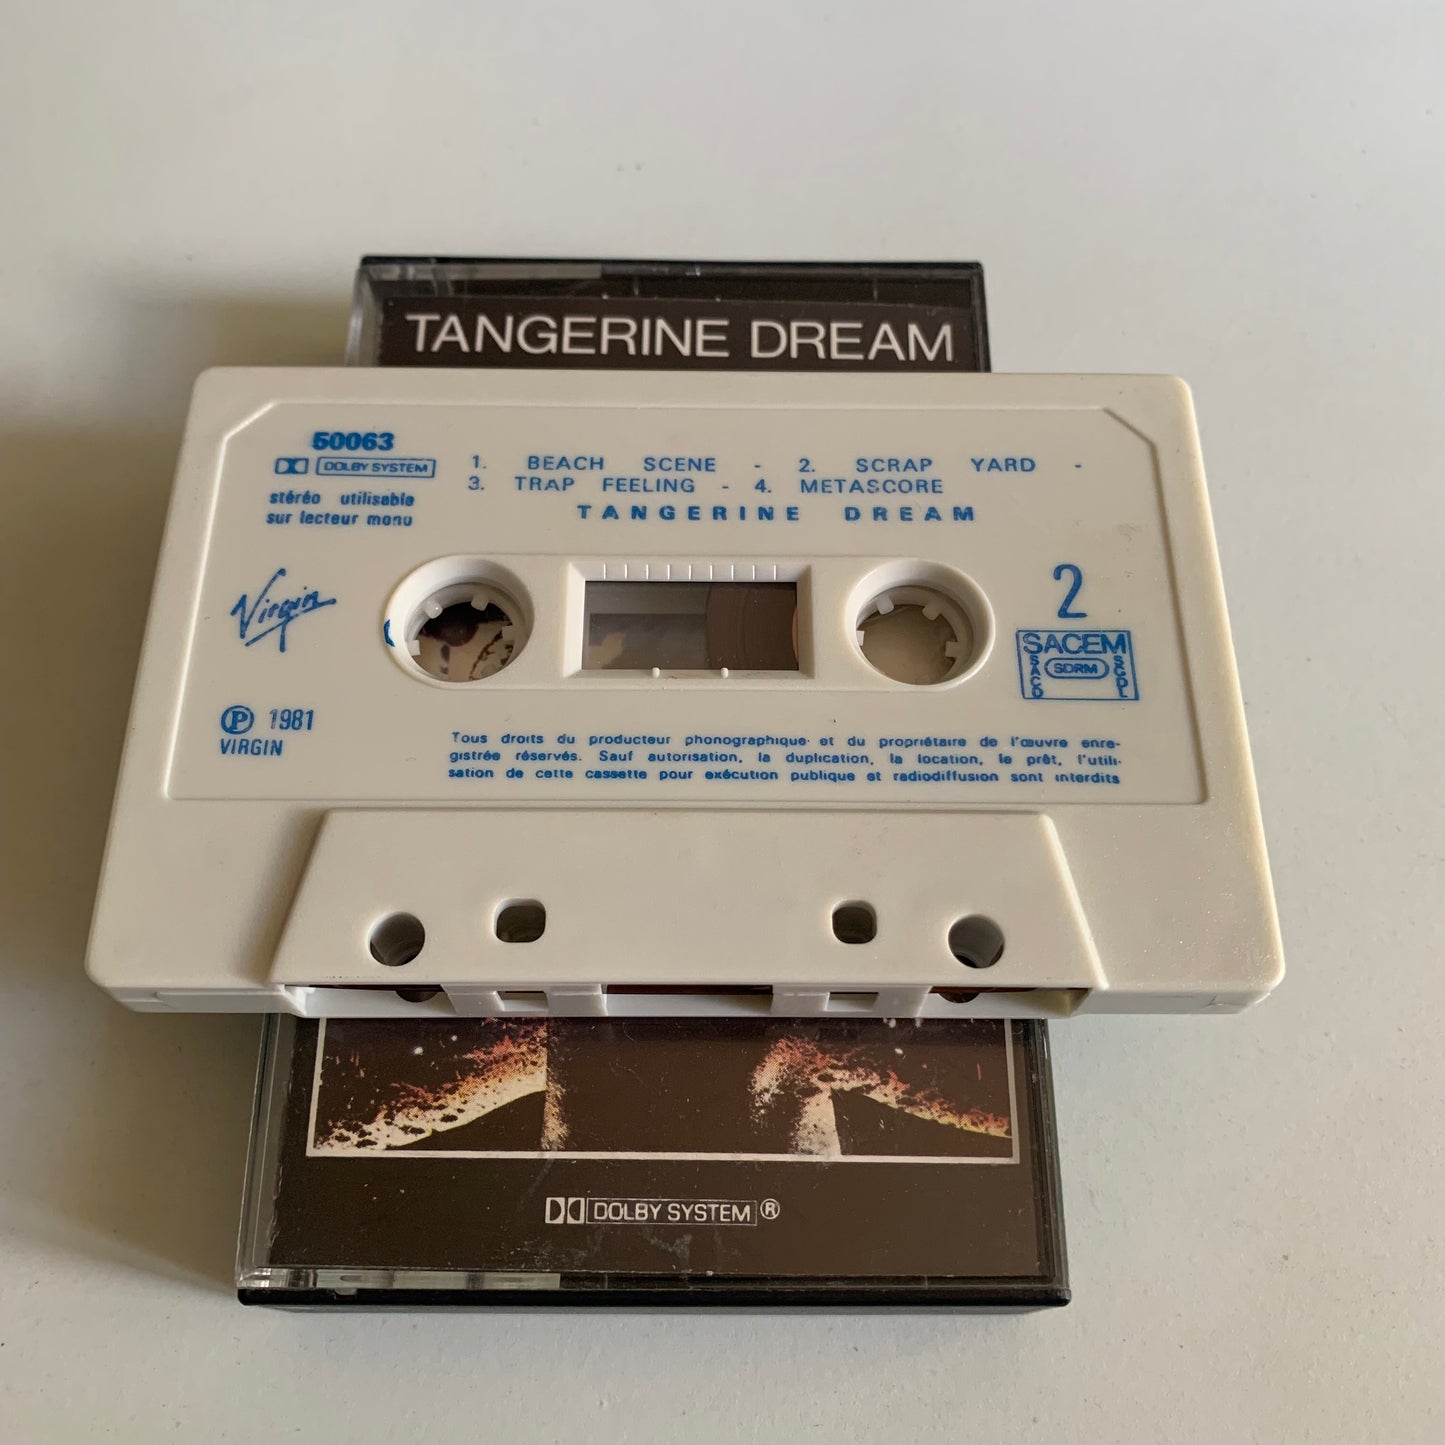 TANGERINE DREAM
50063
DOLBY SYSTEM
stéréo utilisable
sur lecteur mono
1. BEACH SCENE - 2. SCRAP YARD -
3. TRAP FEELING - 4. METASCORE
TANGERINE DREAM
Virgin
2
SACEM
SACD
SDRM
SGDL
Ⓟ 1981
VIRGIN
Tous droits du producteur phonographique et du propriétaire de l'œuvre enre-
gistrée réservés. Sauf autorisation, la duplication, la location, le prêt, l'utili-
sation de cette cassette pour exécution publique et radiodiffusion sont interdits
DOLBY SYSTEM®